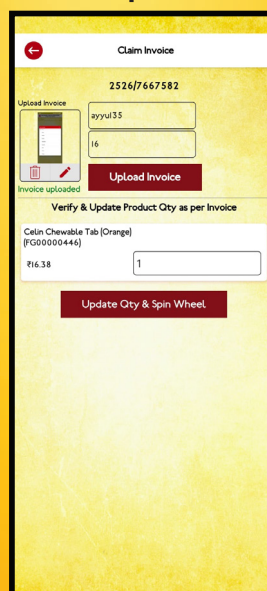 Claim Invoice
2526/7667582
Upload Invoice
ayyu135
16
Upload Invoice
Invoice uploaded
Verify & Update Product Qty as per Invoice
Celin Chewable Tab (Orange)
(FG00000446)
₹16.38
1
Update Qty & Spin Wheel